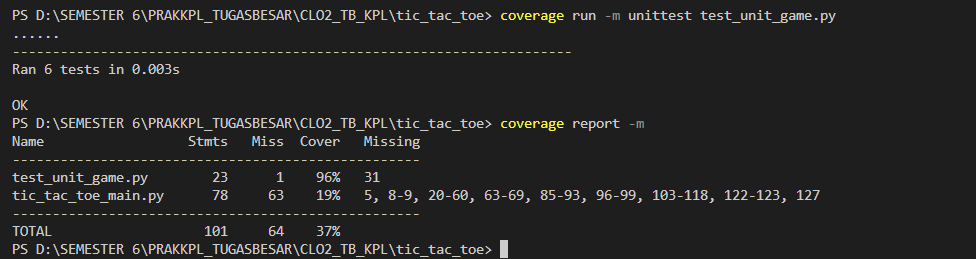 PS D:\SEMESTER 6\PRAKKPL_TUGASBESAR\CLO2_TB_KPL\tic_tac_toe> coverage run -m unittest test_unit_game.py
......
----------------------------------------------------------------------
Ran 6 tests in 0.003s
OK
PS D:\SEMESTER 6\PRAKKPL_TUGASBESAR\CLO2_TB_KPL\tic_tac_toe> coverage report -m
Name                  Stmts   Miss  Cover   Missing
---------------------------------------------------
test_unit_game.py        23      1    96%   31
tic_tac_toe_main.py      78     63    19%   5, 8-9, 20-60, 63-69, 85-93, 96-99, 103-118, 122-123, 127
---------------------------------------------------
TOTAL                   101     64    37%
PS D:\SEMESTER 6\PRAKKPL_TUGASBESAR\CLO2_TB_KPL\tic_tac_toe>